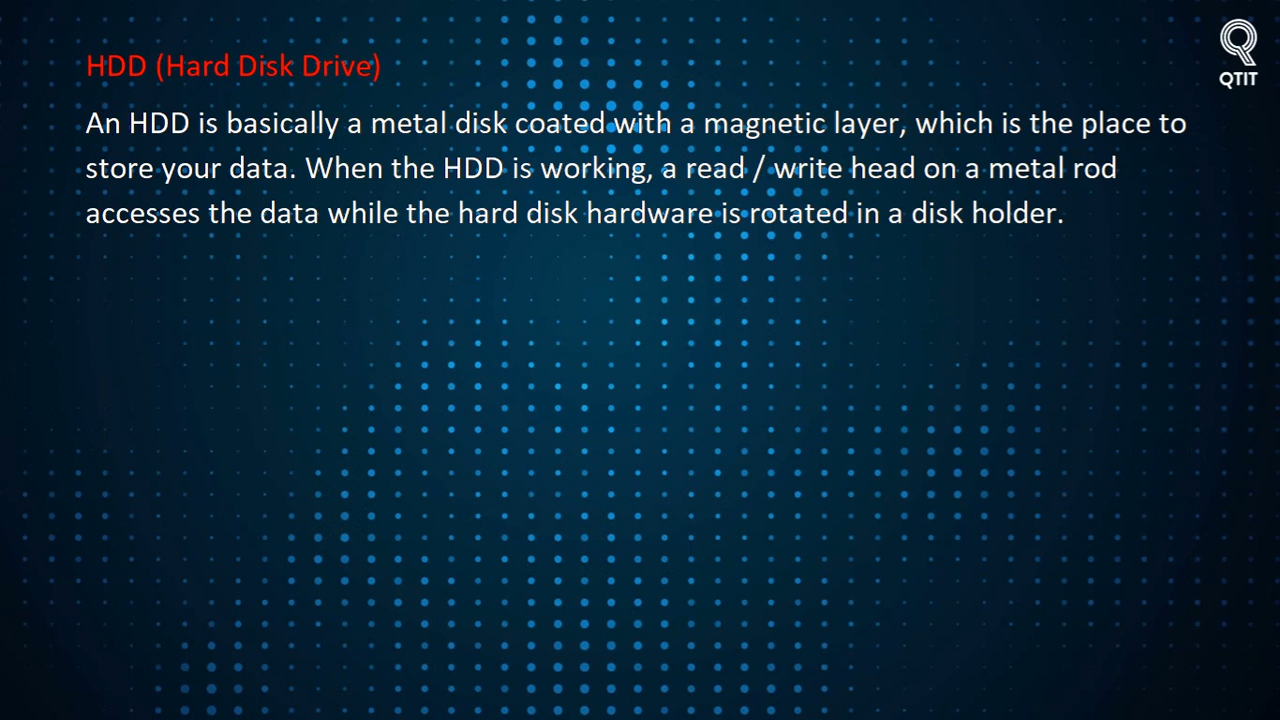 HDD (Hard Disk Drive)
An HDD is basically a metal disk coated with a magnetic layer, which is the place to
store your data. When the HDD is working, a read / write head on a metal rod
accesses the data while the hard disk hardware is rotated in a disk holder.
QTIT